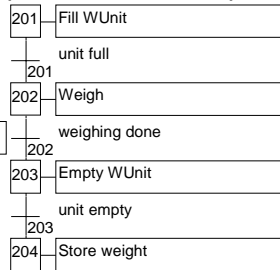 201 Fill WUnit
unit full
201
202 Weigh
weighing done
202
203 Empty WUnit
unit empty
203
204 Store weight